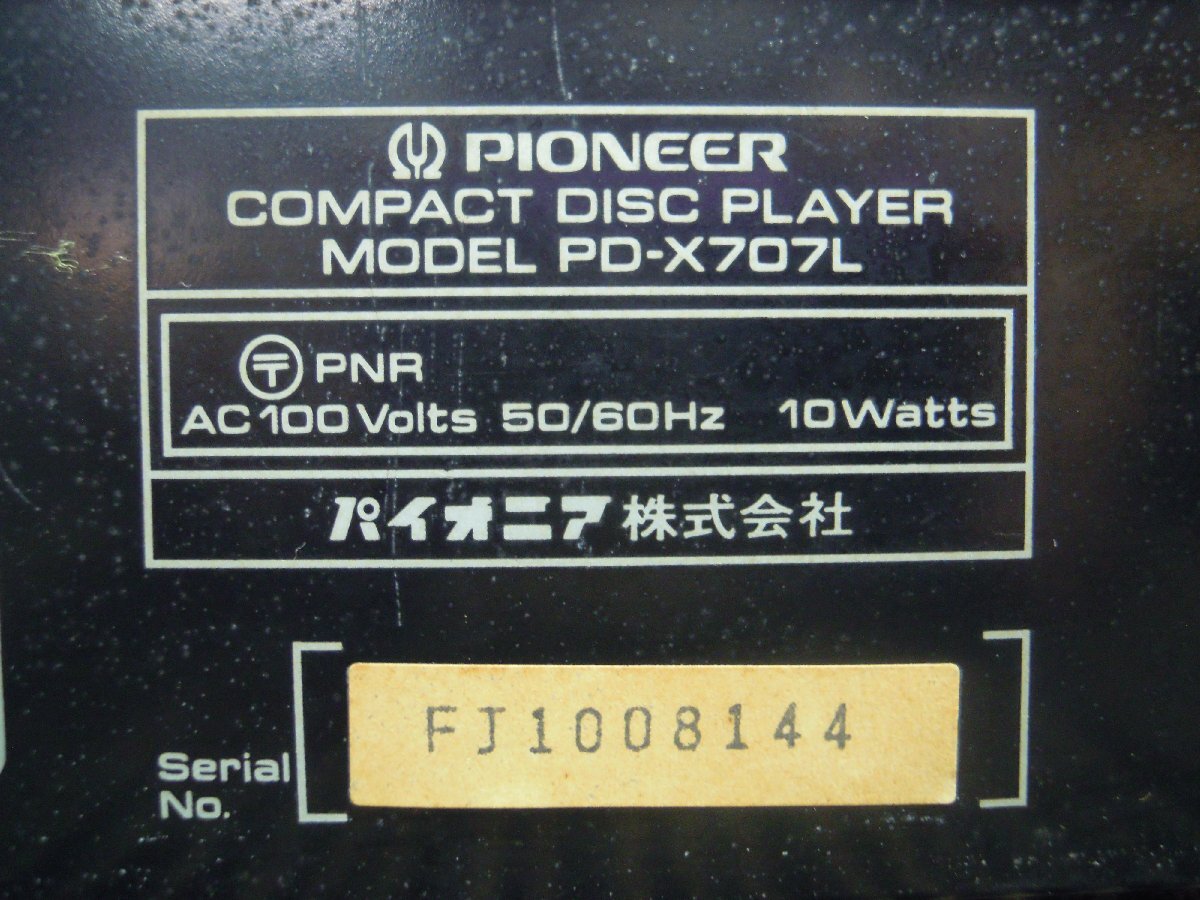 PIONEER
COMPACT DISC PLAYER
MODEL PD-X707L
〒 PNR
AC 100 Volts 50/60Hz 10 Watts
パイオニア株式会社
Serial No.
FJ1008144